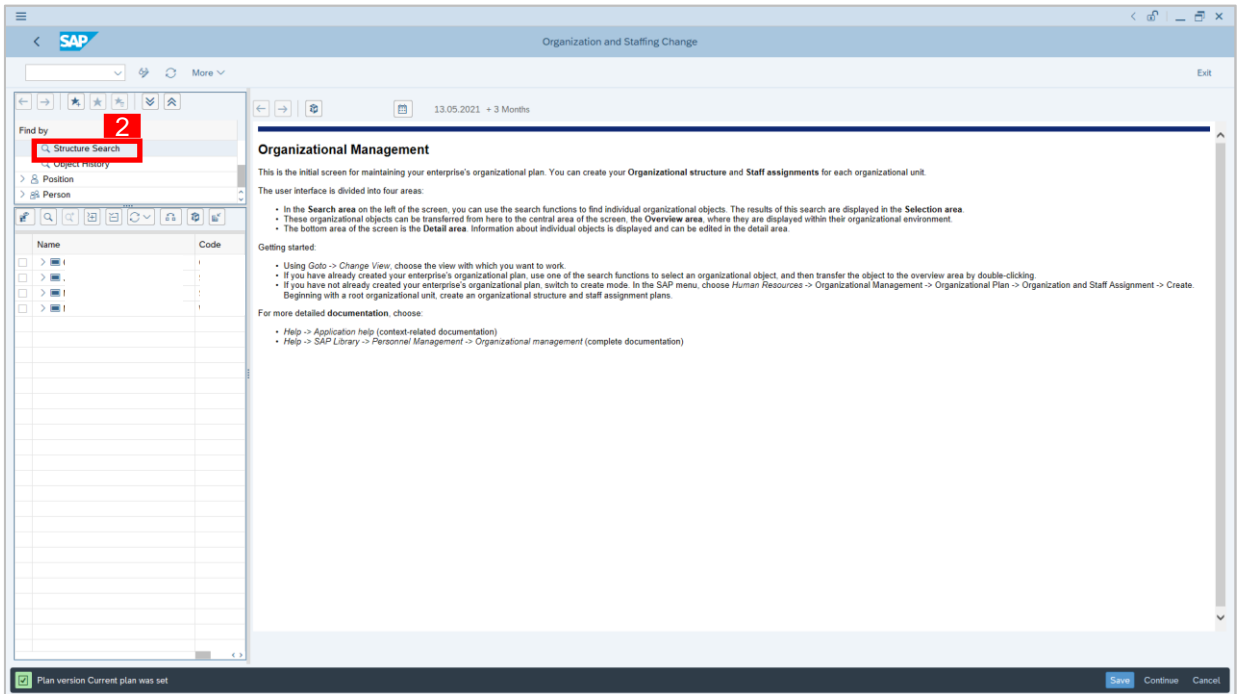 SAP
Organization and Staffing Change
More
Exit
13.05.2021 + 3 Months
Find by
2
Structure Search
Object History
Position
Person
Name Code
Organizational Management
This is the initial screen for maintaining your enterprise's organizational plan. You can create your Organizational structure and Staff assignments for each organizational unit.
The user interface is divided into four areas:
• In the Search area on the left of the screen, you can use the search functions to find individual organizational objects. The results of this search are displayed in the Selection area.
• These organizational objects can be transferred from here to the central area of the screen, the Overview area, where they are displayed within their organizational environment.
• The bottom area of the screen is the Detail area. Information about individual objects is displayed and can be edited in the detail area.
Getting started:
• Using Goto -> Change View, choose the view with which you want to work.
• If you have already created your enterprise's organizational plan, use one of the search functions to select an organizational object, and then transfer the object to the overview area by double-clicking.
• If you have not already created your enterprise's organizational plan, switch to create mode. In the SAP menu, choose Human Resources -> Organizational Management -> Organizational Plan -> Organization and Staff Assignment -> Create.
Beginning with a root organizational unit, create an organizational structure and staff assignment plans.
For more detailed documentation, choose:
• Help -> Application help (context-related documentation)
• Help -> SAP Library -> Personnel Management -> Organizational management (complete documentation)
Plan version Current plan was set
Save Continue Cancel